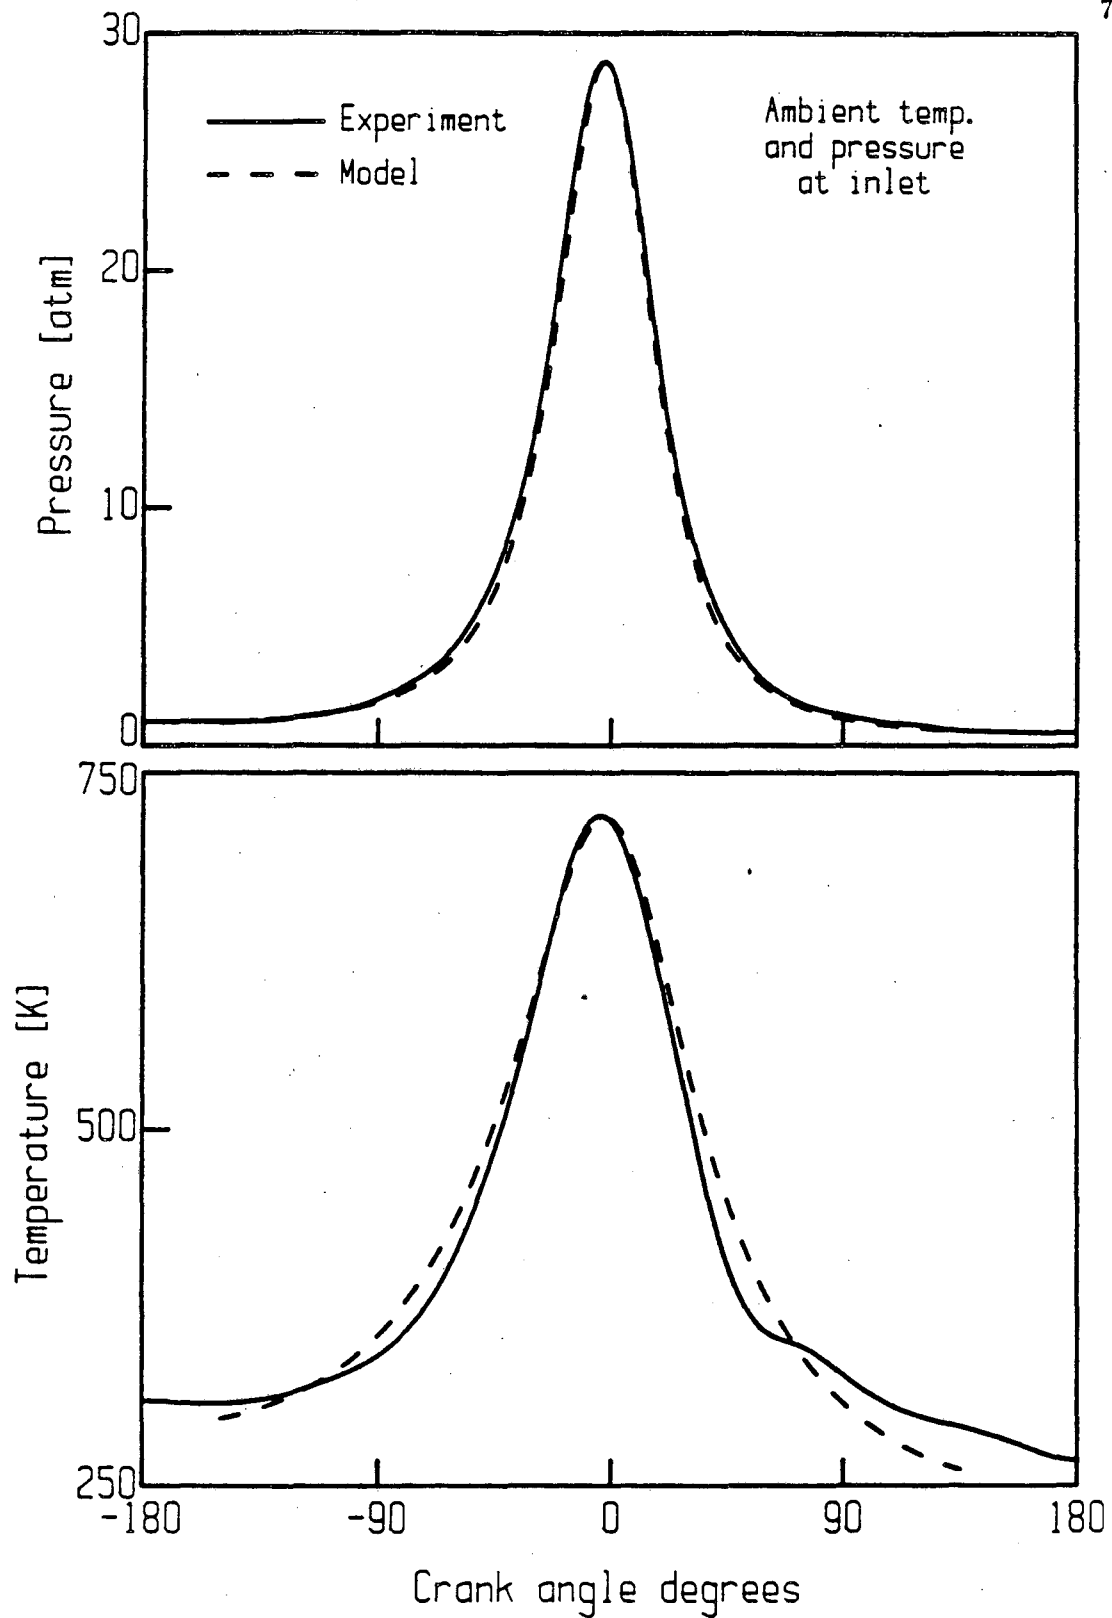 7
30
Experiment
Model
Ambient temp.
and pressure
at inlet
20
Pressure [atm]
10
0
750
Temperature [K]
500
250
-180 -90 0 90 180
Crank angle degrees